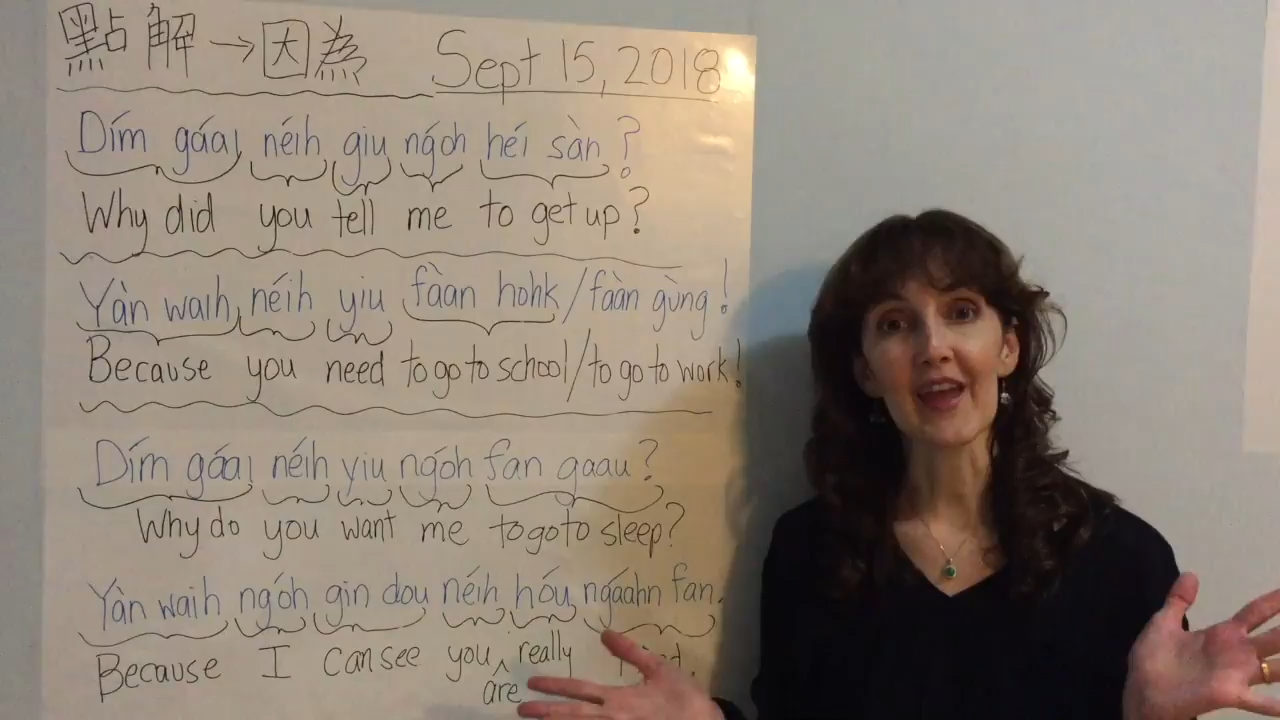 點解→因為 Sept 15, 2018
Dím gáai néih giu ngóh héi sàn?
Why did you tell me to get up?
Yàn waih néih yiu fàan hohk/fàan gùng!
Because you need to go to school/to go to work!
Dím gáai néih yiu ngóh fan gaau?
Why do you want me to go to sleep?
Yàn waih ngóh gin dou néih hóu ngáahn fan.
Because I can see you are really